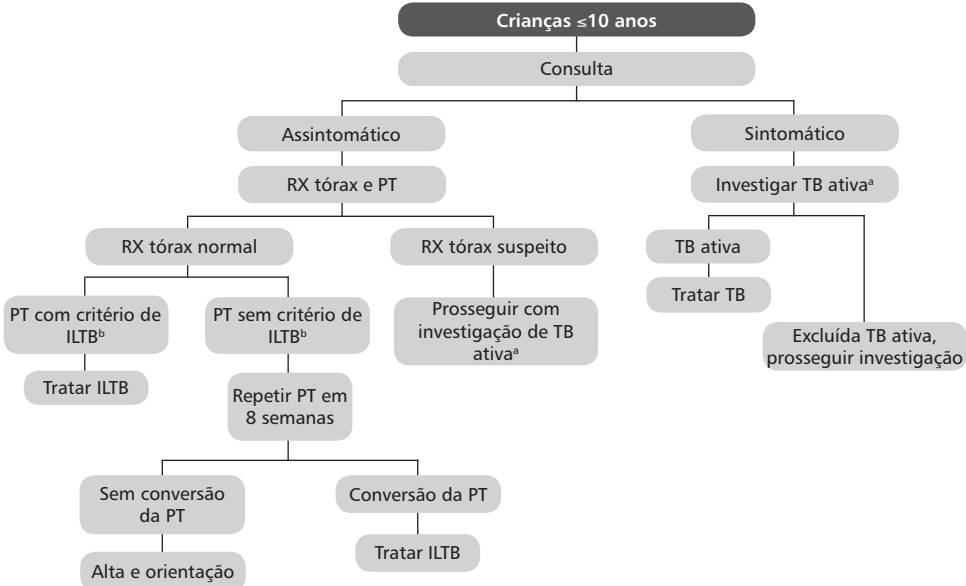 Crianças ≤10 anos
Consulta
Assintomático
Sintomático
RX tórax e PT
Investigar TB ativaᵃ
RX tórax normal
RX tórax suspeito
TB ativa
Tratar TB
PT com critério de
ILTBᵇ
PT sem critério de
ILTBᵇ
Prosseguir com
investigação de TB
ativaᵃ
Excluída TB ativa,
prosseguir investigação
Tratar ILTB
Repetir PT em
8 semanas
Sem conversão
da PT
Conversão da PT
Alta e orientação
Tratar ILTB